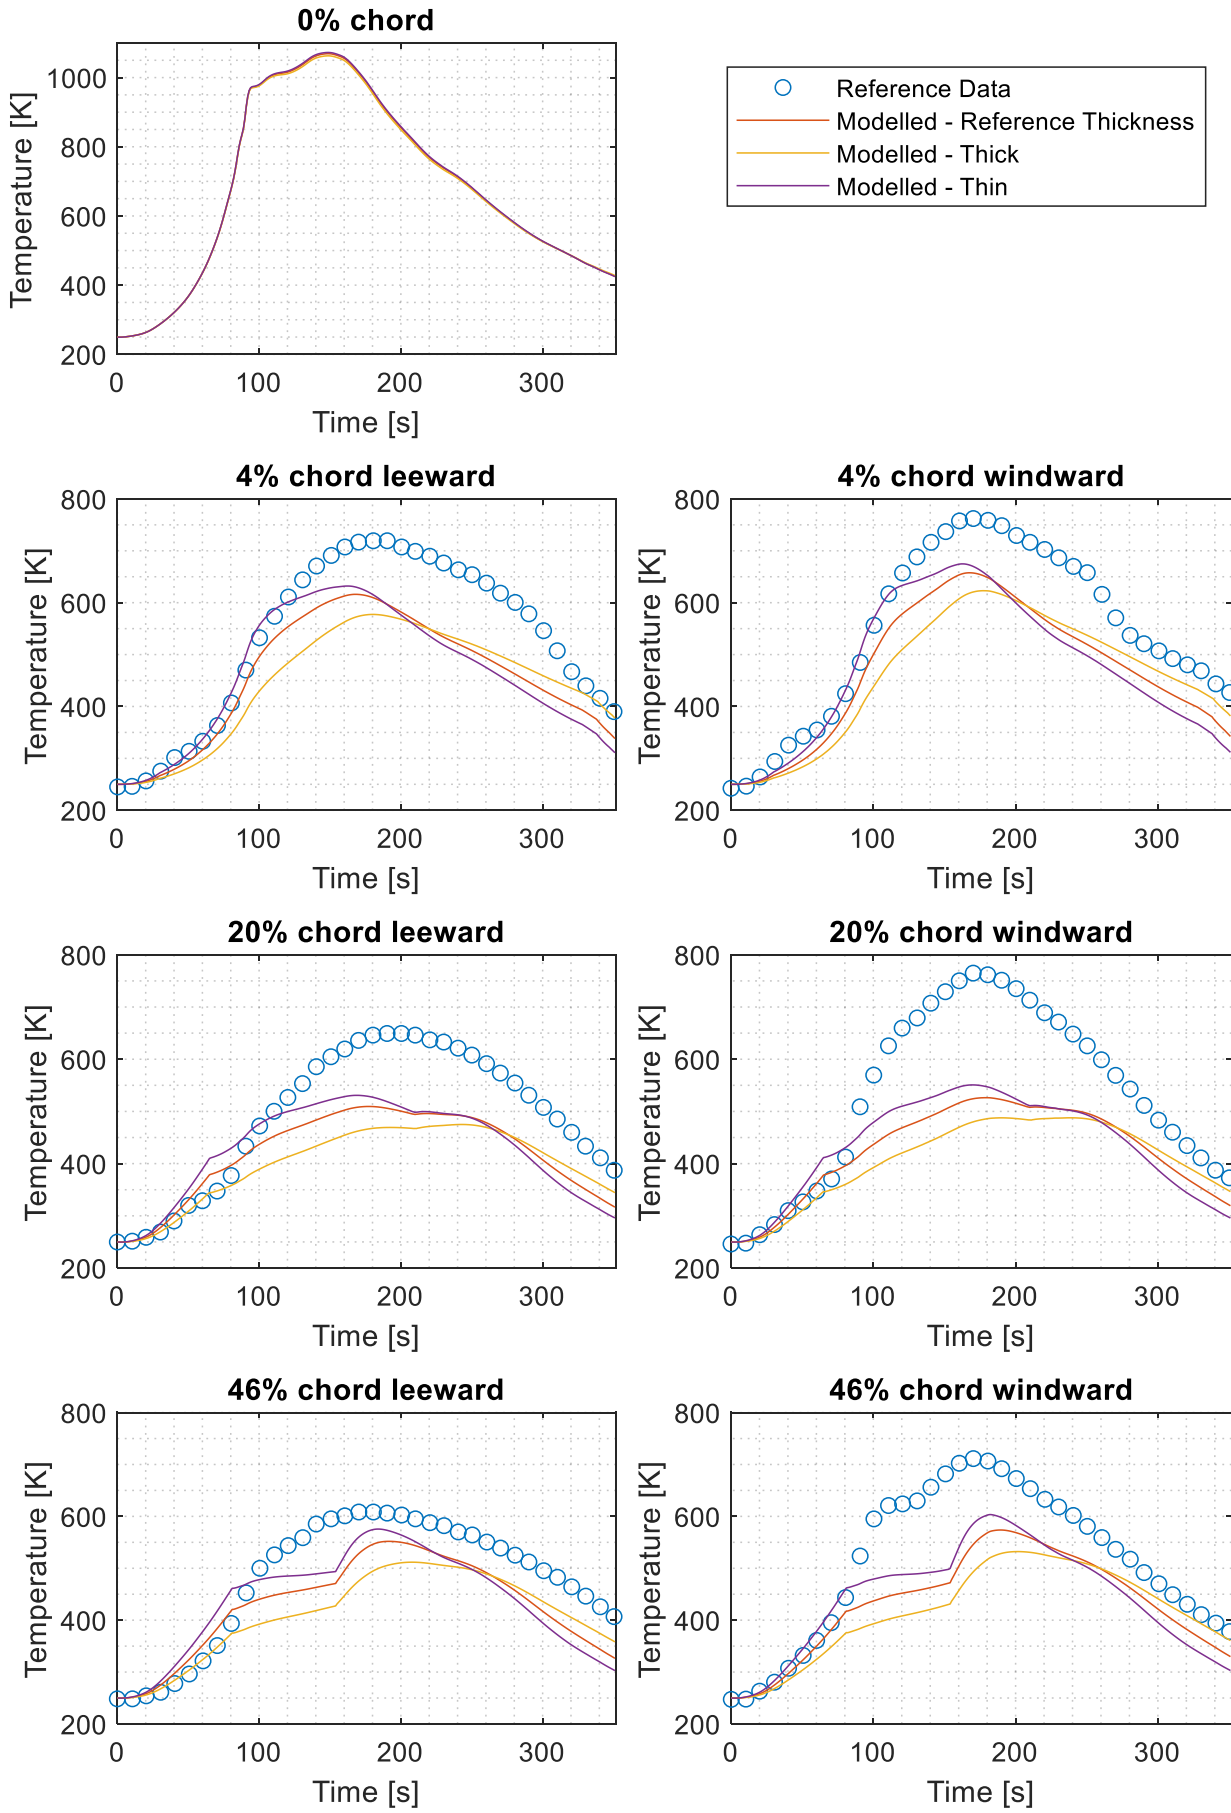 0% chord
Temperature [K]
1000
800
600
400
200
0 100 200 300
Time [s]
Reference Data
Modelled - Reference Thickness
Modelled - Thick
Modelled - Thin
4% chord leeward
Temperature [K]
800
600
400
200
0 100 200 300
Time [s]
4% chord windward
Temperature [K]
800
600
400
200
0 100 200 300
Time [s]
20% chord leeward
Temperature [K]
800
600
400
200
0 100 200 300
Time [s]
20% chord windward
Temperature [K]
800
600
400
200
0 100 200 300
Time [s]
46% chord leeward
Temperature [K]
800
600
400
200
0 100 200 300
Time [s]
46% chord windward
Temperature [K]
800
600
400
200
0 100 200 300
Time [s]